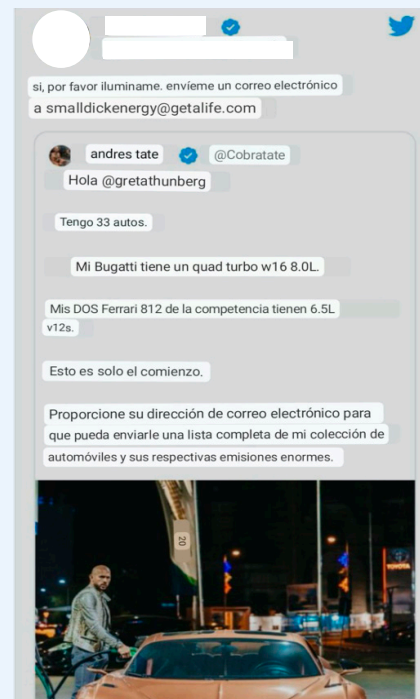 si, por favor iluminame. envíeme un correo electrónico
a smalldickenergy@getalife.com
andres tate @Cobratate
Hola @gretathunberg
Tengo 33 autos.
Mi Bugatti tiene un quad turbo w16 8.0L.
Mis DOS Ferrari 812 de la competencia tienen 6.5L
v12s.
Esto es solo el comienzo.
Proporcione su dirección de correo electrónico para
que pueda enviarle una lista completa de mi colección de
automóviles y sus respectivas emisiones enormes.
20